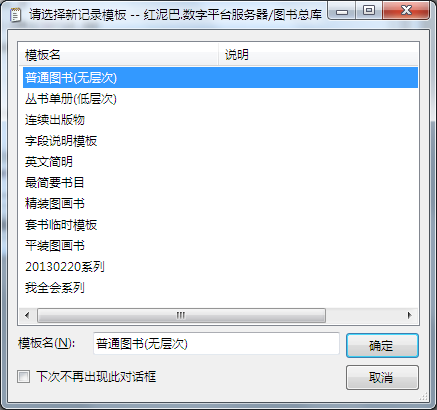 请选择新记录模板 -- 红泥巴.数字平台服务器/图书总库
模板名 说明
普通图书(无层次)
丛书单册(低层次)
连续出版物
字段说明模板
英文简明
最简要书目
精装图画书
套书临时模板
平装图画书
20130220系列
我全会系列
模板名(N): 普通图书(无层次) 确定
下次不再出现此对话框 取消